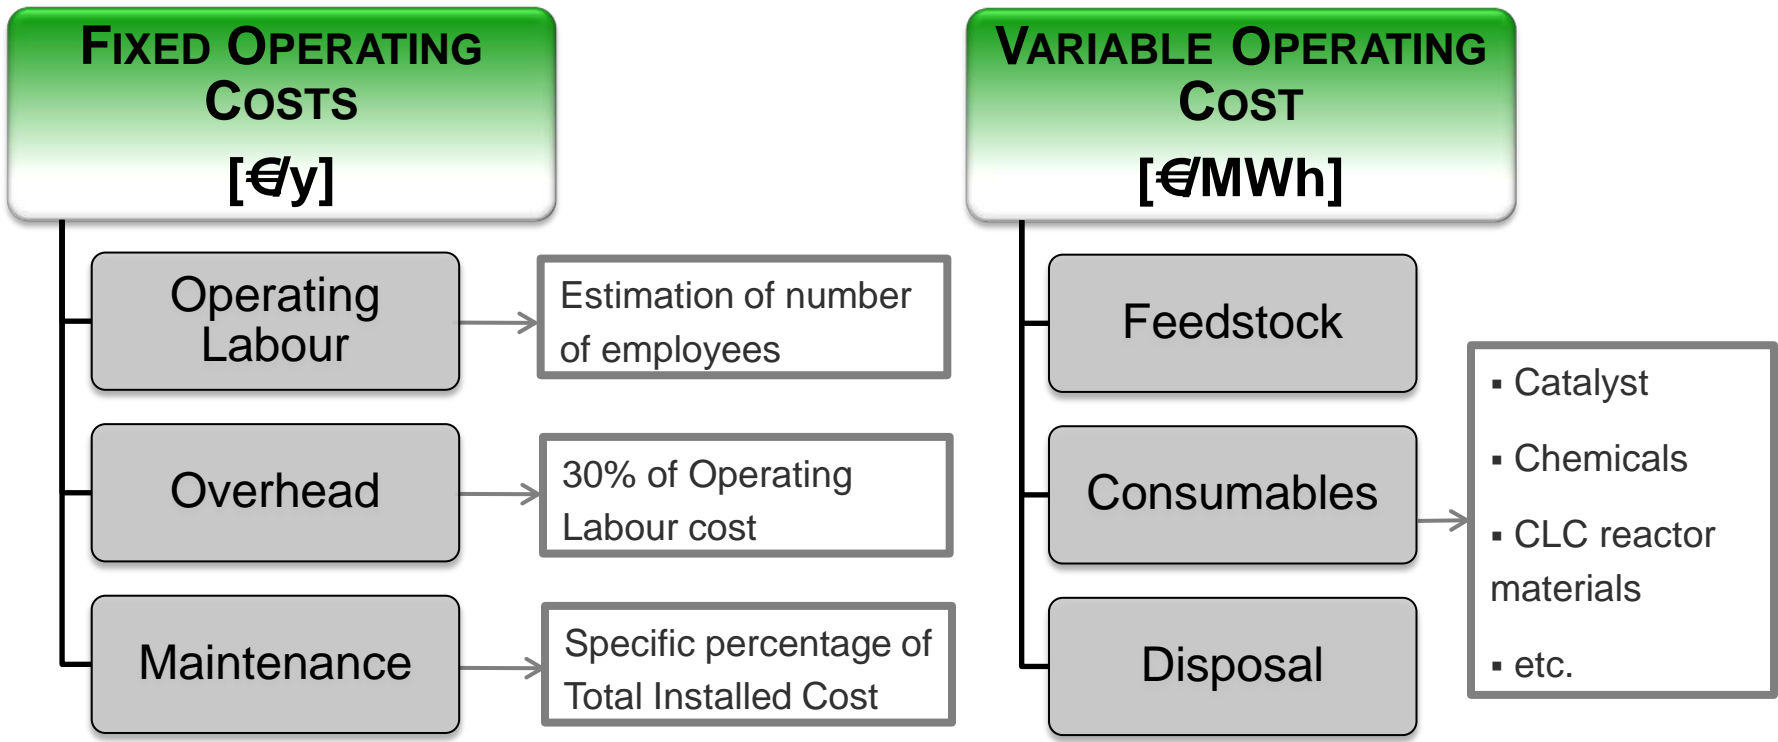 FIXED OPERATING
COSTS
[€/y]
Operating
Labour
Estimation of number
of employees
Overhead
30% of Operating
Labour cost
Maintenance
Specific percentage of
Total Installed Cost
VARIABLE OPERATING
COST
[€/MWh]
Feedstock
Consumables
▪ Catalyst
▪ Chemicals
▪ CLC reactor
materials
▪ etc.
Disposal